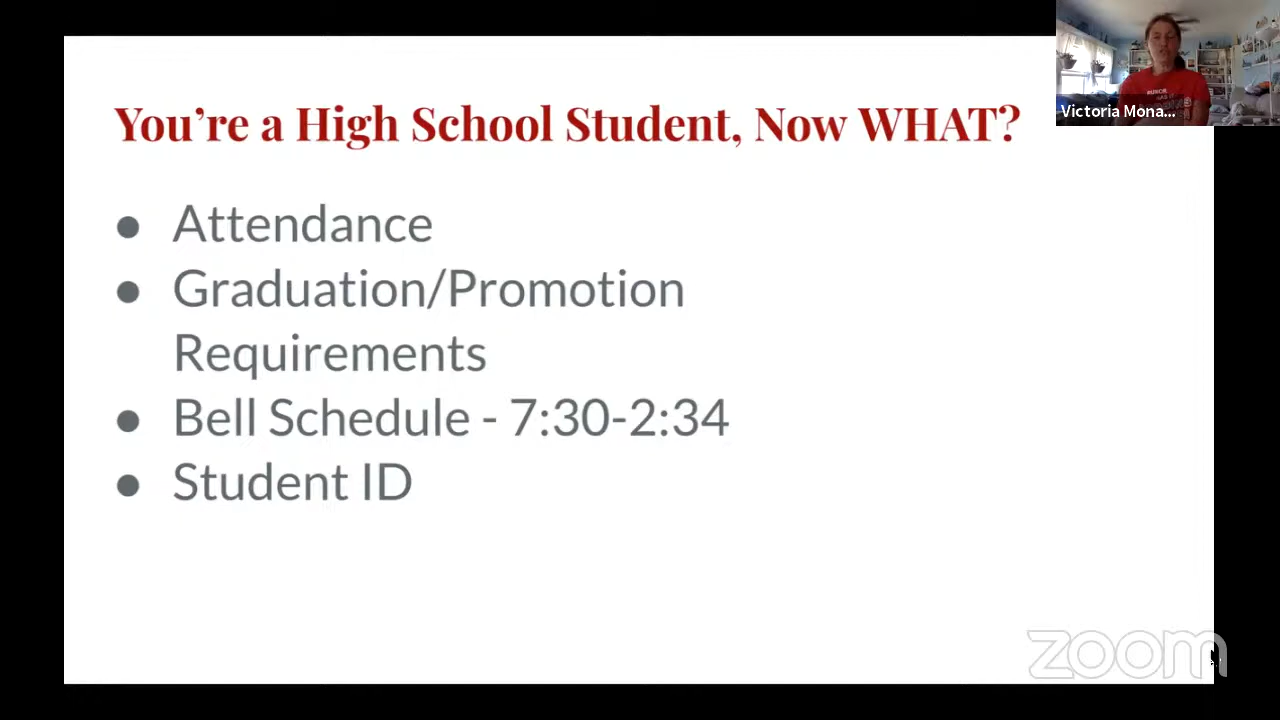 You're a High School Student, Now WHAT?
● Attendance
● Graduation/Promotion
Requirements
● Bell Schedule - 7:30-2:34
● Student ID
Victoria Mona...
zoom